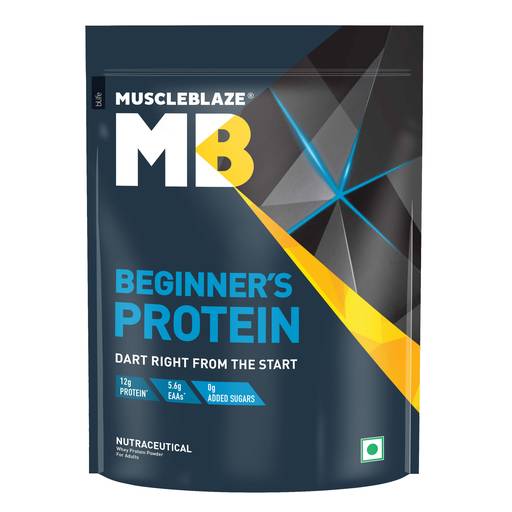 bLife
MUSCLEBLAZE®
MB
BEGINNER'S
PROTEIN
DART RIGHT FROM THE START
12g
PROTEIN*
5.6g
EAAs*
0g
ADDED SUGARS
NUTRACEUTICAL
Whey Protein Powder
For Adults